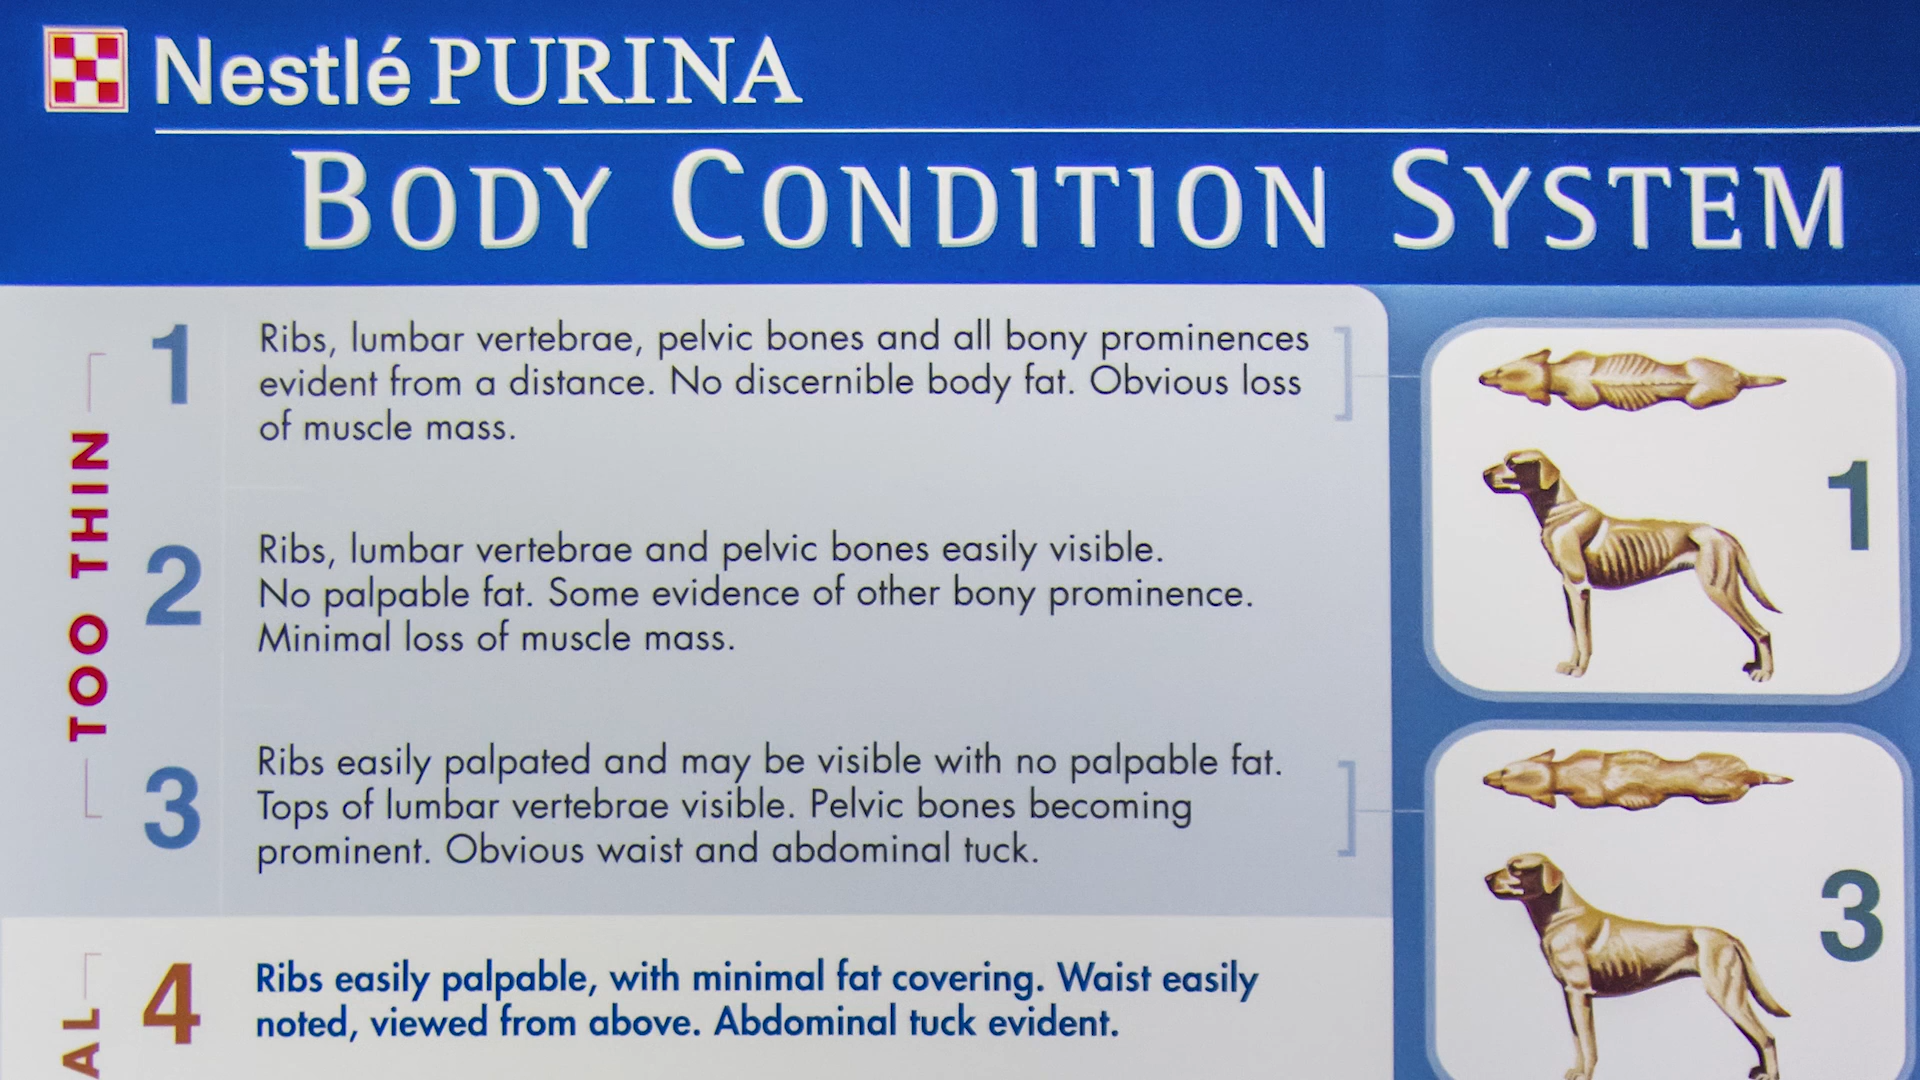 Nestlé PURINA
BODY CONDITION SYSTEM
TOO THIN
1
Ribs, lumbar vertebrae, pelvic bones and all bony prominences
evident from a distance. No discernible body fat. Obvious loss
of muscle mass.
1
2
Ribs, lumbar vertebrae and pelvic bones easily visible.
No palpable fat. Some evidence of other bony prominence.
Minimal loss of muscle mass.
3
Ribs easily palpated and may be visible with no palpable fat.
Tops of lumbar vertebrae visible. Pelvic bones becoming
prominent. Obvious waist and abdominal tuck.
3
AL
4
Ribs easily palpable, with minimal fat covering. Waist easily
noted, viewed from above. Abdominal tuck evident.